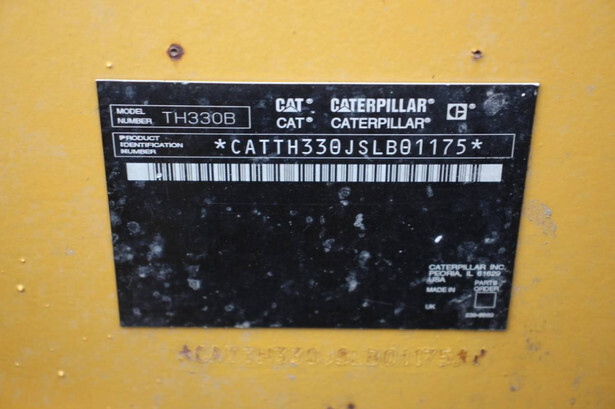 CAT® CATERPILLAR®
MODEL NUMBER TH330B CAT® CATERPILLAR®
PRODUCT IDENTIFICATION NUMBER *CATTH330JSLB01175*
CATERPILLAR INC.
PEORIA, IL 61629
USA
MADE IN PARTS ORDER
UK
*CATTH330JSLB01175*